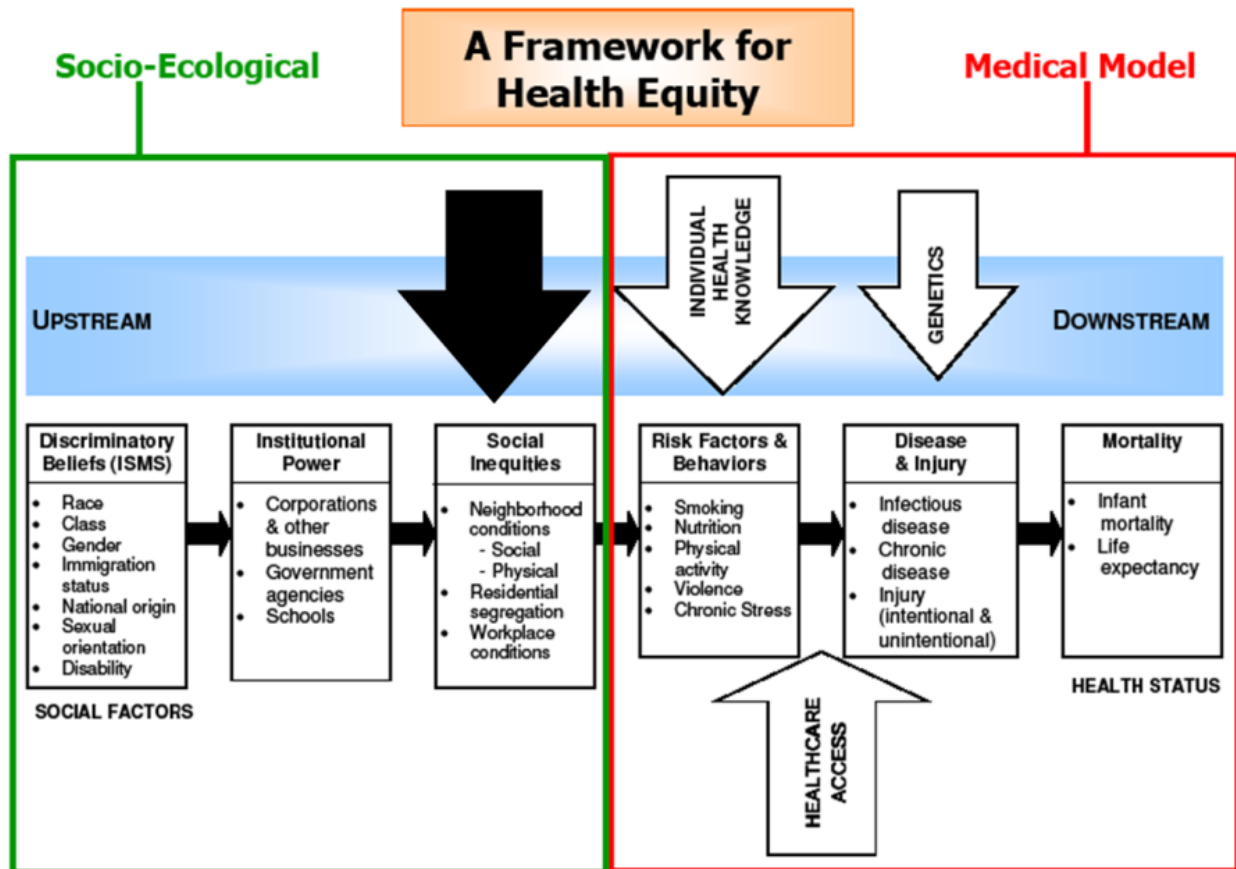 A Framework for
Health Equity
Socio-Ecological
Medical Model
UPSTREAM
INDIVIDUAL
HEALTH
KNOWLEDGE
GENETICS
DOWNSTREAM
Discriminatory
Beliefs (ISMS)
• Race
• Class
• Gender
• Immigration
status
• National origin
• Sexual
orientation
• Disability
SOCIAL FACTORS
Institutional
Power
• Corporations
& other
businesses
• Government
agencies
• Schools
Social
Inequities
• Neighborhood
conditions
- Social
- Physical
• Residential
segregation
• Workplace
conditions
Risk Factors &
Behaviors
• Smoking
• Nutrition
• Physical
activity
• Violence
• Chronic Stress
Disease
& Injury
• Infectious
disease
• Chronic
disease
• Injury
(intentional &
unintentional)
Mortality
• Infant
mortality
• Life
expectancy
HEALTH STATUS
HEALTHCARE
ACCESS